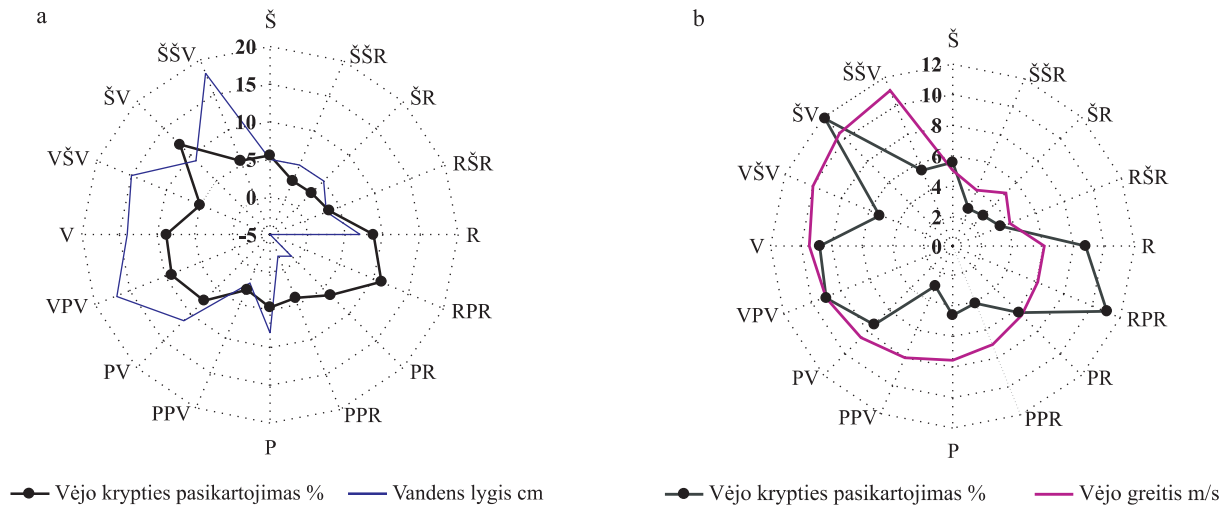 a
Š
ŠŠR
ŠR
RŠR
R
RPR
PR
PPR
P
PPV
PV
VPV
V
VŠV
ŠV
ŠŠV
20
15
10
5
0
-5
Vėjo krypties pasikartojimas %
Vandens lygis cm
b
Š
ŠŠR
ŠR
RŠR
R
RPR
PR
PPR
P
PPV
PV
VPV
V
VŠV
ŠV
ŠŠV
12
10
8
6
4
2
0
Vėjo krypties pasikartojimas %
Vėjo greitis m/s